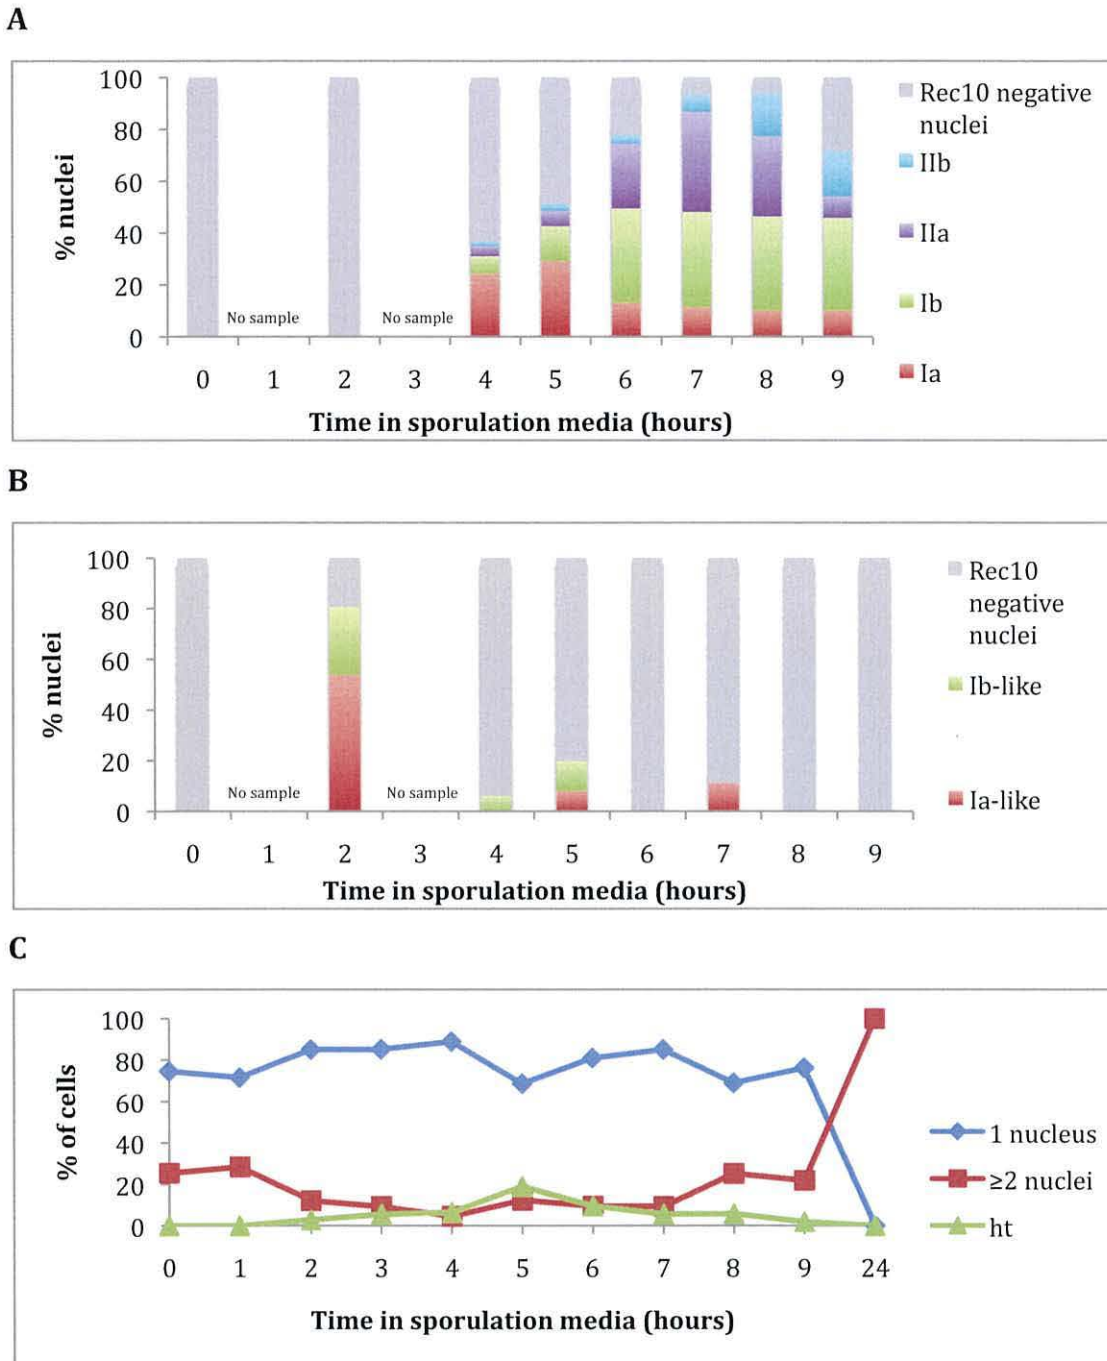 A
100
80
60
40
20
0
% nuclei
No sample
No sample
0 1 2 3 4 5 6 7 8 9
Time in sporulation media (hours)
Rec10 negative
nuclei
IIb
IIa
Ib
Ia
B
100
80
60
40
20
0
% nuclei
No sample
No sample
0 1 2 3 4 5 6 7 8 9
Time in sporulation media (hours)
Rec10
negative
nuclei
Ib-like
Ia-like
C
100
80
60
40
20
0
% of cells
0 1 2 3 4 5 6 7 8 9 24
Time in sporulation media (hours)
1 nucleus
≥2 nuclei
ht